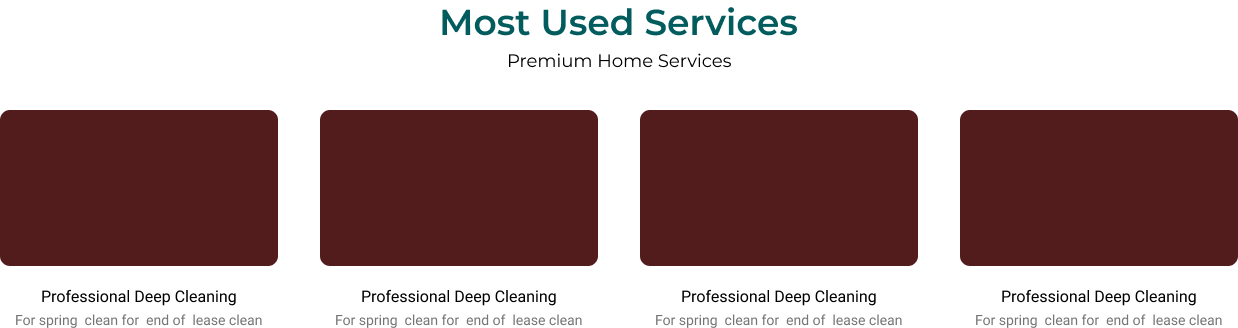 Most Used Services
Premium Home Services
Professional Deep Cleaning
For spring clean for end of lease clean
Professional Deep Cleaning
For spring clean for end of lease clean
Professional Deep Cleaning
For spring clean for end of lease clean
Professional Deep Cleaning
For spring clean for end of lease clean